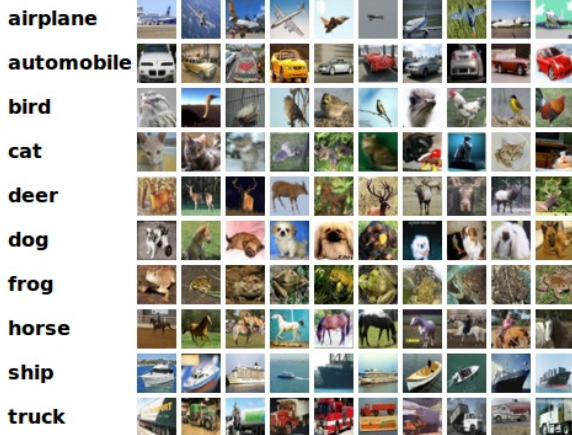 airplane
automobile
bird
cat
deer
dog
frog
horse
ship
truck